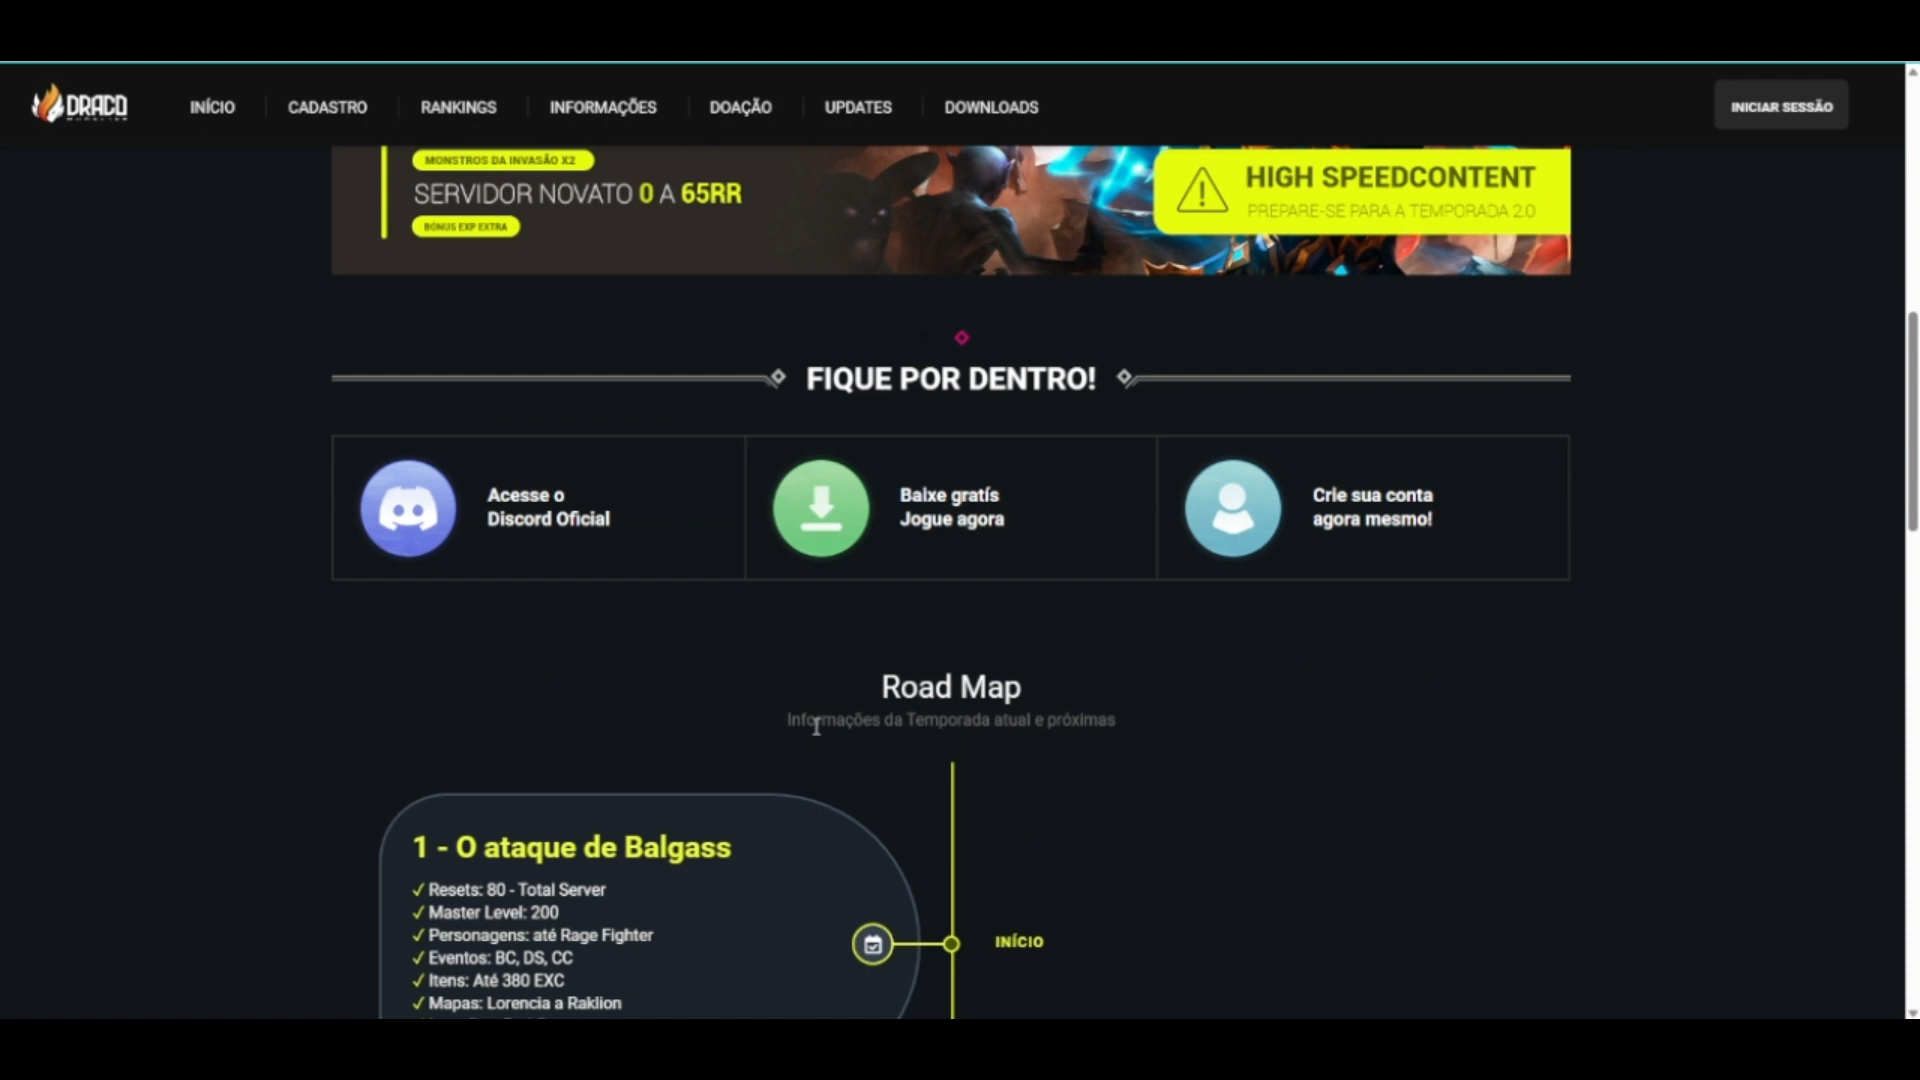 DRACO
INÍCIO
CADASTRO
RANKINGS
INFORMAÇÕES
DOAÇÃO
UPDATES
DOWNLOADS
INICIAR SESSÃO
MONSTROS DA INVASÃO X2
SERVIDOR NOVATO 0 A 65RR
BÔNUS EXP EXTRA
HIGH SPEEDCONTENT
PREPARE-SE PARA A TEMPORADA 2.0
FIQUE POR DENTRO!
Acesse o
Discord Oficial
Baixe gratís
Jogue agora
Crie sua conta
agora mesmo!
Road Map
Informações da Temporada atual e próximas
1 - O ataque de Balgass
✓ Resets: 80 - Total Server
✓ Master Level: 200
✓ Personagens: até Rage Fighter
✓ Eventos: BC, DS, CC
✓ Itens: Até 380 EXC
✓ Mapas: Lorencia a Raklion
INÍCIO